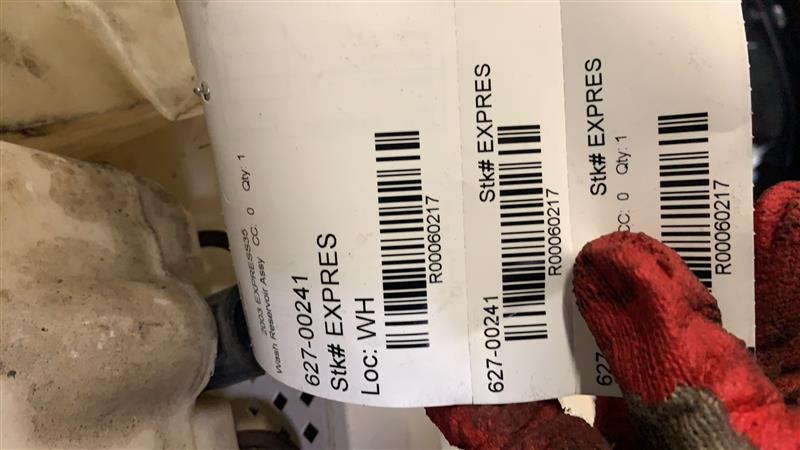 2003 EXPRESS35
Wash Reservoir Assy CC: 0 Qty: 1
627-00241
Stk# EXPRES
Loc: WH
R00060217
627-00241 Stk# EXPRES
R00060217
Stk# EXPRES
CC: 0 Qty: 1
R00060217